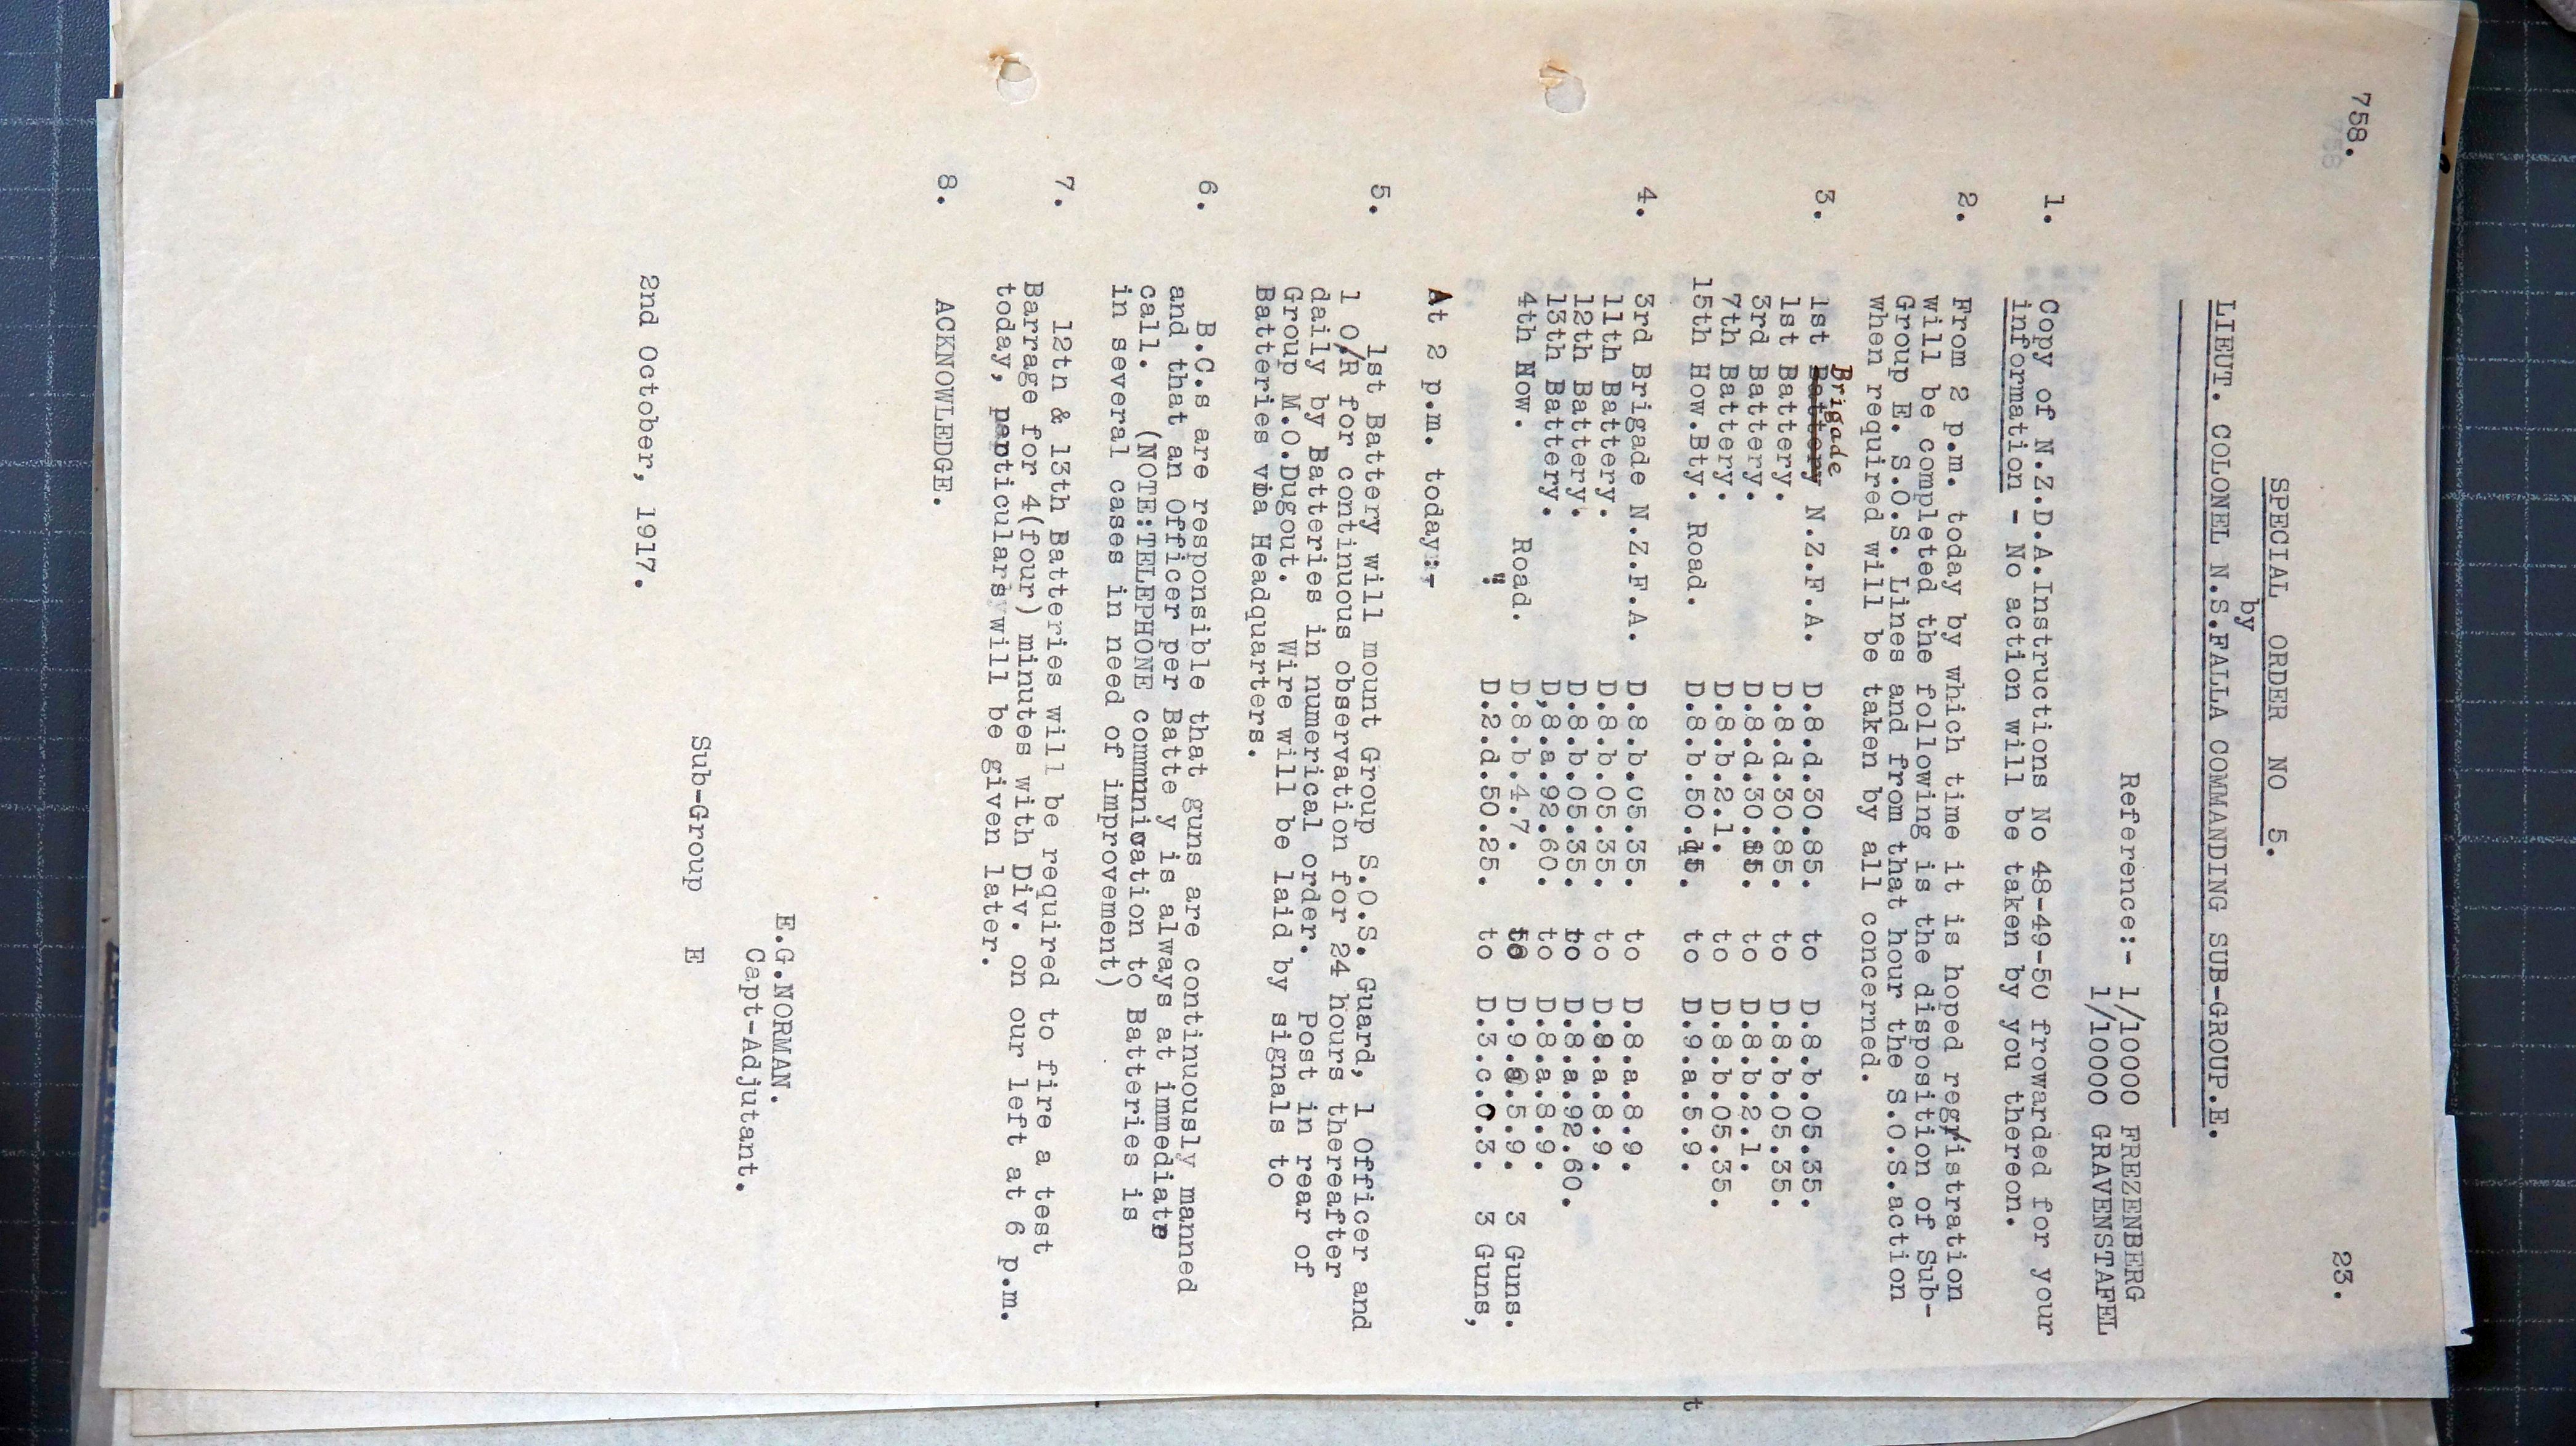 758.
23.
SPECIAL ORDER NO 5.
by
LIEUT. COLONEL N.S.FALLA COMMANDING SUB-GROUP.E.
Reference:- 1/10000 FREZENBERG
1/10000 GRAVENSTAFEL
1. Copy of N.Z.D.A.Instructions No 48-49-50 frowarded for your
information - No action will be taken by you thereon.
2. From 2 p.m. today by which time it is hoped reg/istration
will be completed the following is the disposition of Sub-
Group E. S.O.S. Lines and from that hour the S.O.S.action
when required will be taken by all concerned.
Brigade
3. 1st Battery N.Z.F.A. D.8.d.30.85. to D.8.b.05.35.
1st Battery. D.8.d.30.85. to D.8.b.05.35.
3rd Battery. D.8.d.30.85. to D.8.b.2.1.
7th Battery. D.8.b.2.1. to D.8.b.05.35.
15th How.Bty. Road. D.8.b.50.15. to D.9.a.5.9.
4. 3rd Brigade N.Z.F.A. D.8.b.05.35. to D.8.a.8.9.
11th Battery. D.8.b.05.35. to D.8.a.8.9.
12th Battery. D.8.b.05.35. to D.8.a.92.60.
13th Battery. D,8.a.92.60. to D.8.a.8.9.
4th How. Road. D.8.b.4.7. to D.9.a.5.9. 3 Guns.
" D.2.d.50.25. to D.3.c.0.3. 3 Guns,
At 2 p.m. today:-
5. 1st Battery will mount Group S.O.S. Guard, 1 Officer and
1 O/R for continuous observation for 24 hours thereafter
daily by Batteries in numerical order. Post in rear of
Group M.O.Dugout. Wire will be laid by signals to
Batteries via Headquarters.
6. B.C.s are responsible that guns are continuously manned
and that an Officer per Batte y is always at immediate
call. (NOTE:TELEPHONE communication to Batteries is
in several cases in need of improvement)
7. 12tn & 13th Batteries will be required to fire a test
Barrage for 4(four) minutes with Div. on our left at 6 p.m.
today, particulars will be given later.
8. ACKNOWLEDGE.
E.G.NORMAN.
Capt-Adjutant.
Sub-Group E
2nd October, 1917.